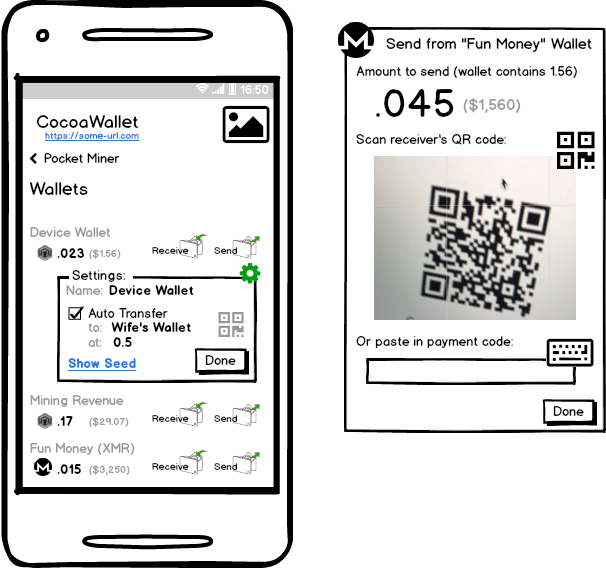 16:50
CocoaWallet
https://some-url.com
Pocket Miner
Wallets
Device Wallet
.023 ($1.56) Receive Send
Settings:
Name: Device Wallet
Auto Transfer
to: Wife's Wallet
at: 0.5
Show Seed Done
Mining Revenue
.17 ($29.07) Receive Send
Fun Money (XMR)
.015 ($3,250) Receive Send
Send from "Fun Money" Wallet
Amount to send (wallet contains 1.56)
.045 ($1,560)
Scan receiver's QR code:
Or paste in payment code:
Done